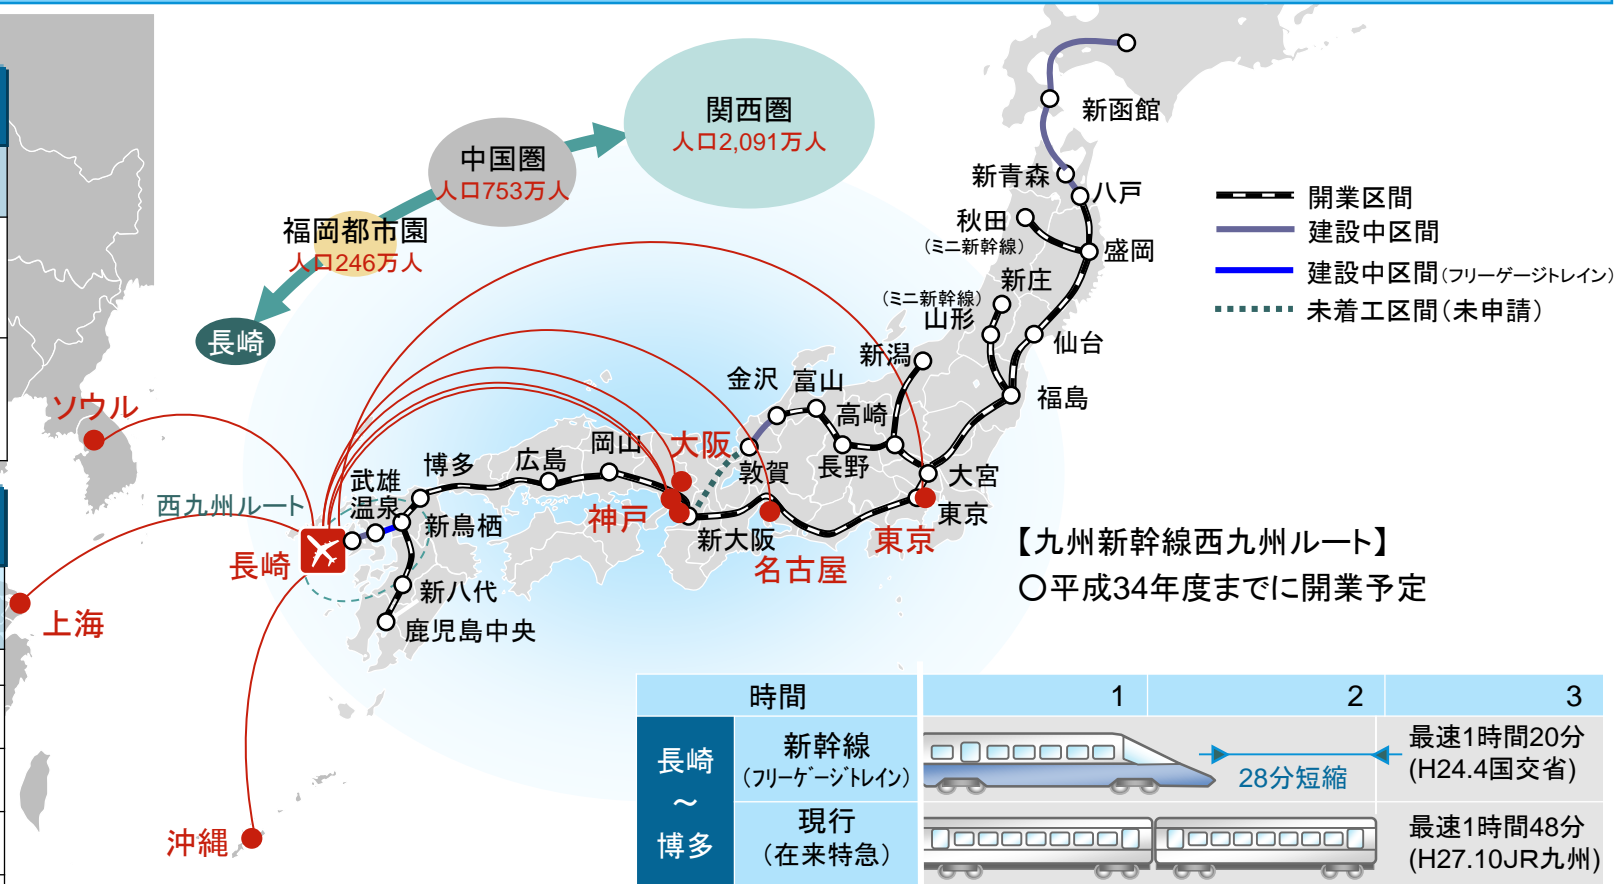 関西圏
人口2,091万人
中国圏
人口753万人
福岡都市園
人口246万人
長崎
新函館
新青森
八戸
秋田
(ミニ新幹線)
盛岡
新庄
(ミニ新幹線)
山形
仙台
新潟
福島
金沢
富山
高崎
長野
敦賀
大宮
東京
東京
大阪
岡山
広島
博多
神戸
新大阪
名古屋
武雄
温泉
新鳥栖
西九州ルート
長崎
新八代
鹿児島中央
ソウル
上海
沖縄
開業区間
建設中区間
建設中区間(フリーゲージトレイン)
未着工区間(未申請)
【九州新幹線西九州ルート】
○平成34年度までに開業予定
時間 1 2 3
長崎
～
博多
新幹線
(フリーゲージトレイン)
28分短縮
最速1時間20分
(H24.4国交省)
現行
(在来特急)
最速1時間48分
(H27.10JR九州)